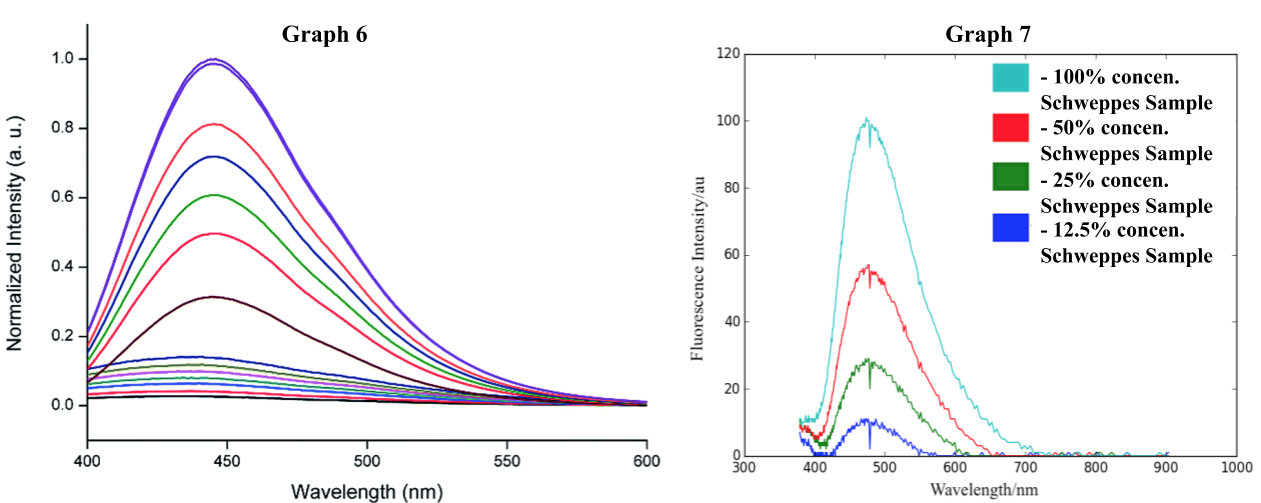 Graph 6
Normalized Intensity (a. u.)
1.0
0.8
0.6
0.4
0.2
0.0
400
450
500
550
600
Wavelength (nm)
Graph 7
Fluorescence Intensity/au
120
100
80
60
40
20
0
300
400
500
600
700
800
900
1000
Wavelength/nm
- 100% concen.
Schweppes Sample
- 50% concen.
Schweppes Sample
- 25% concen.
Schweppes Sample
- 12.5% concen.
Schweppes Sample